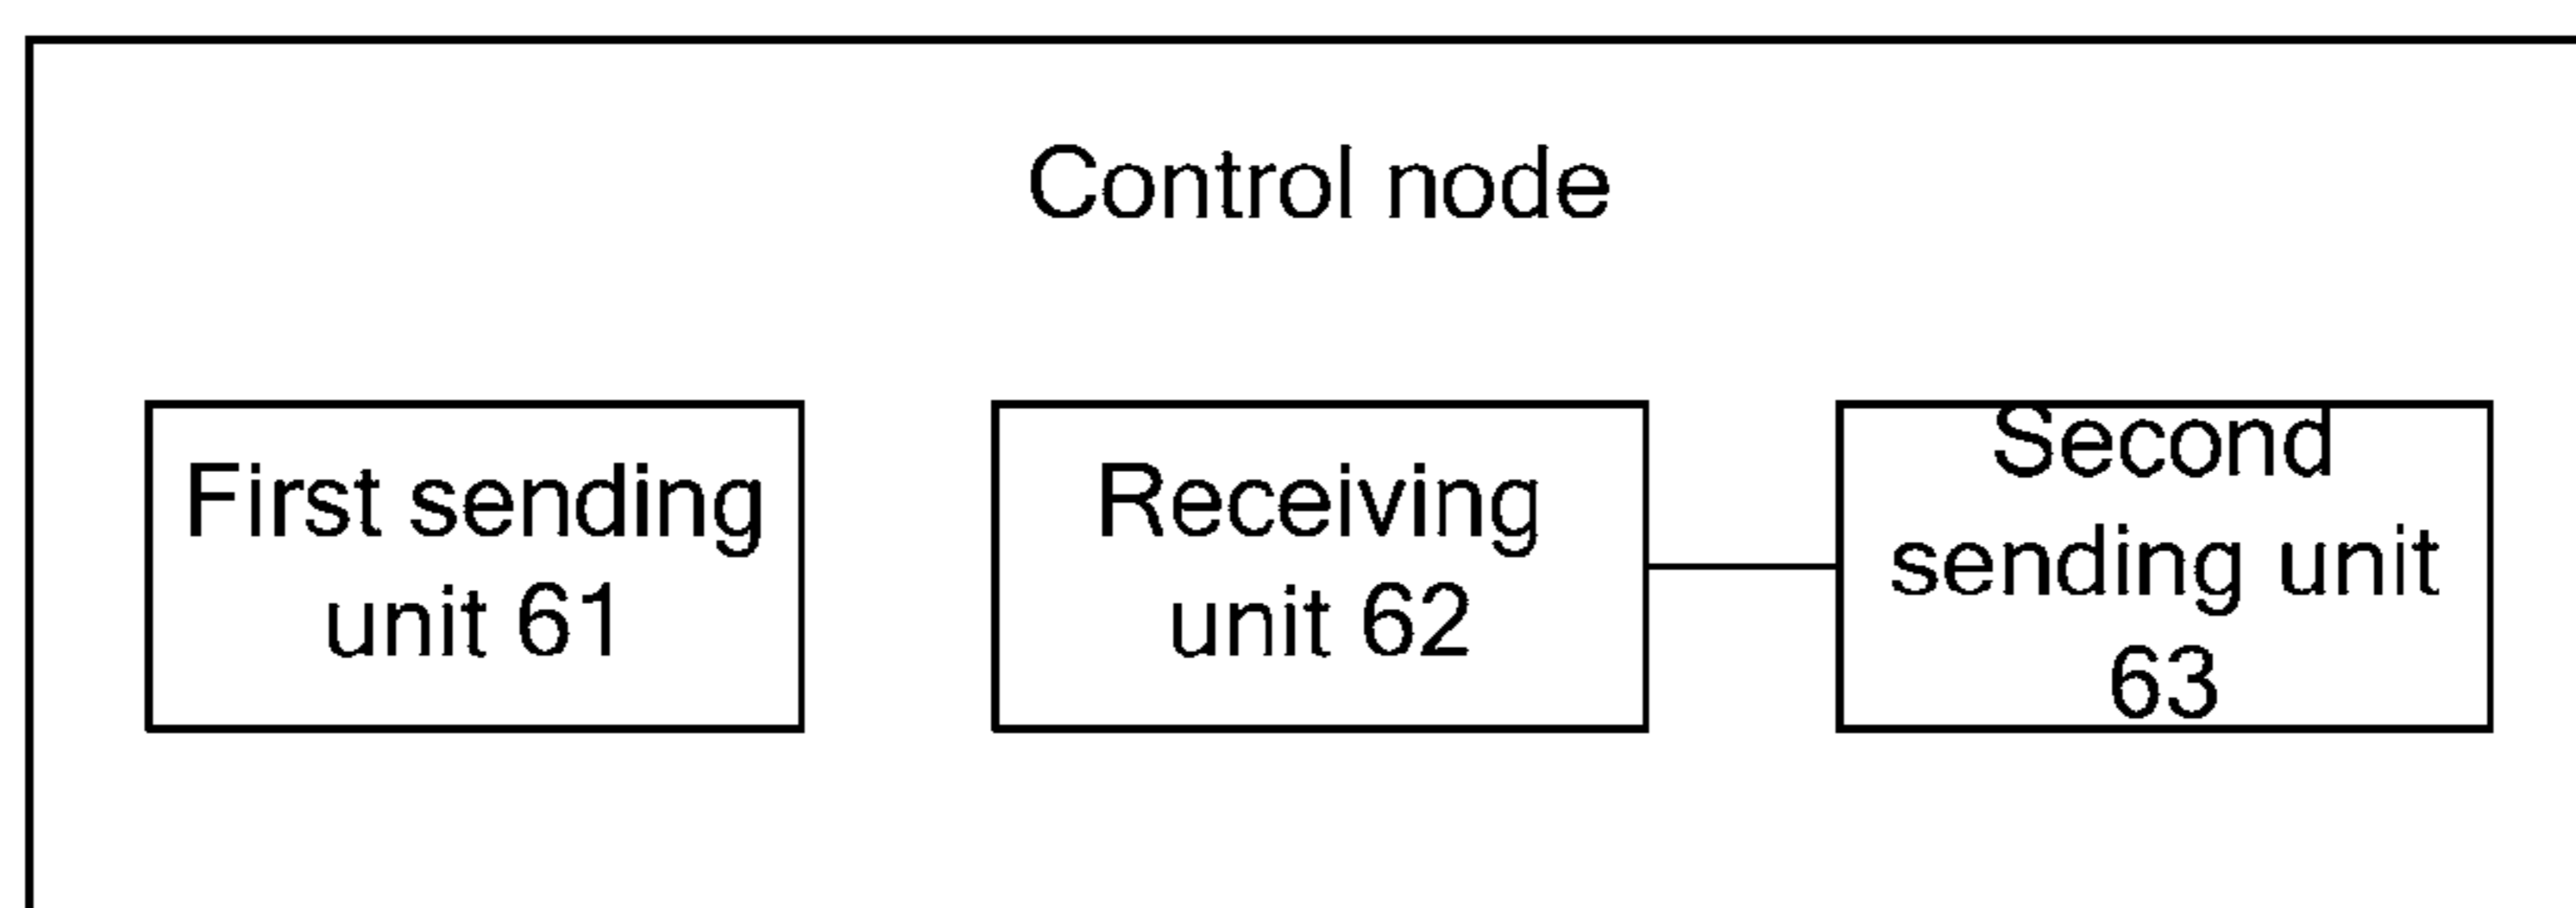 Control node
First sending
unit 61
Receiving
unit 62
Second
sending unit
63